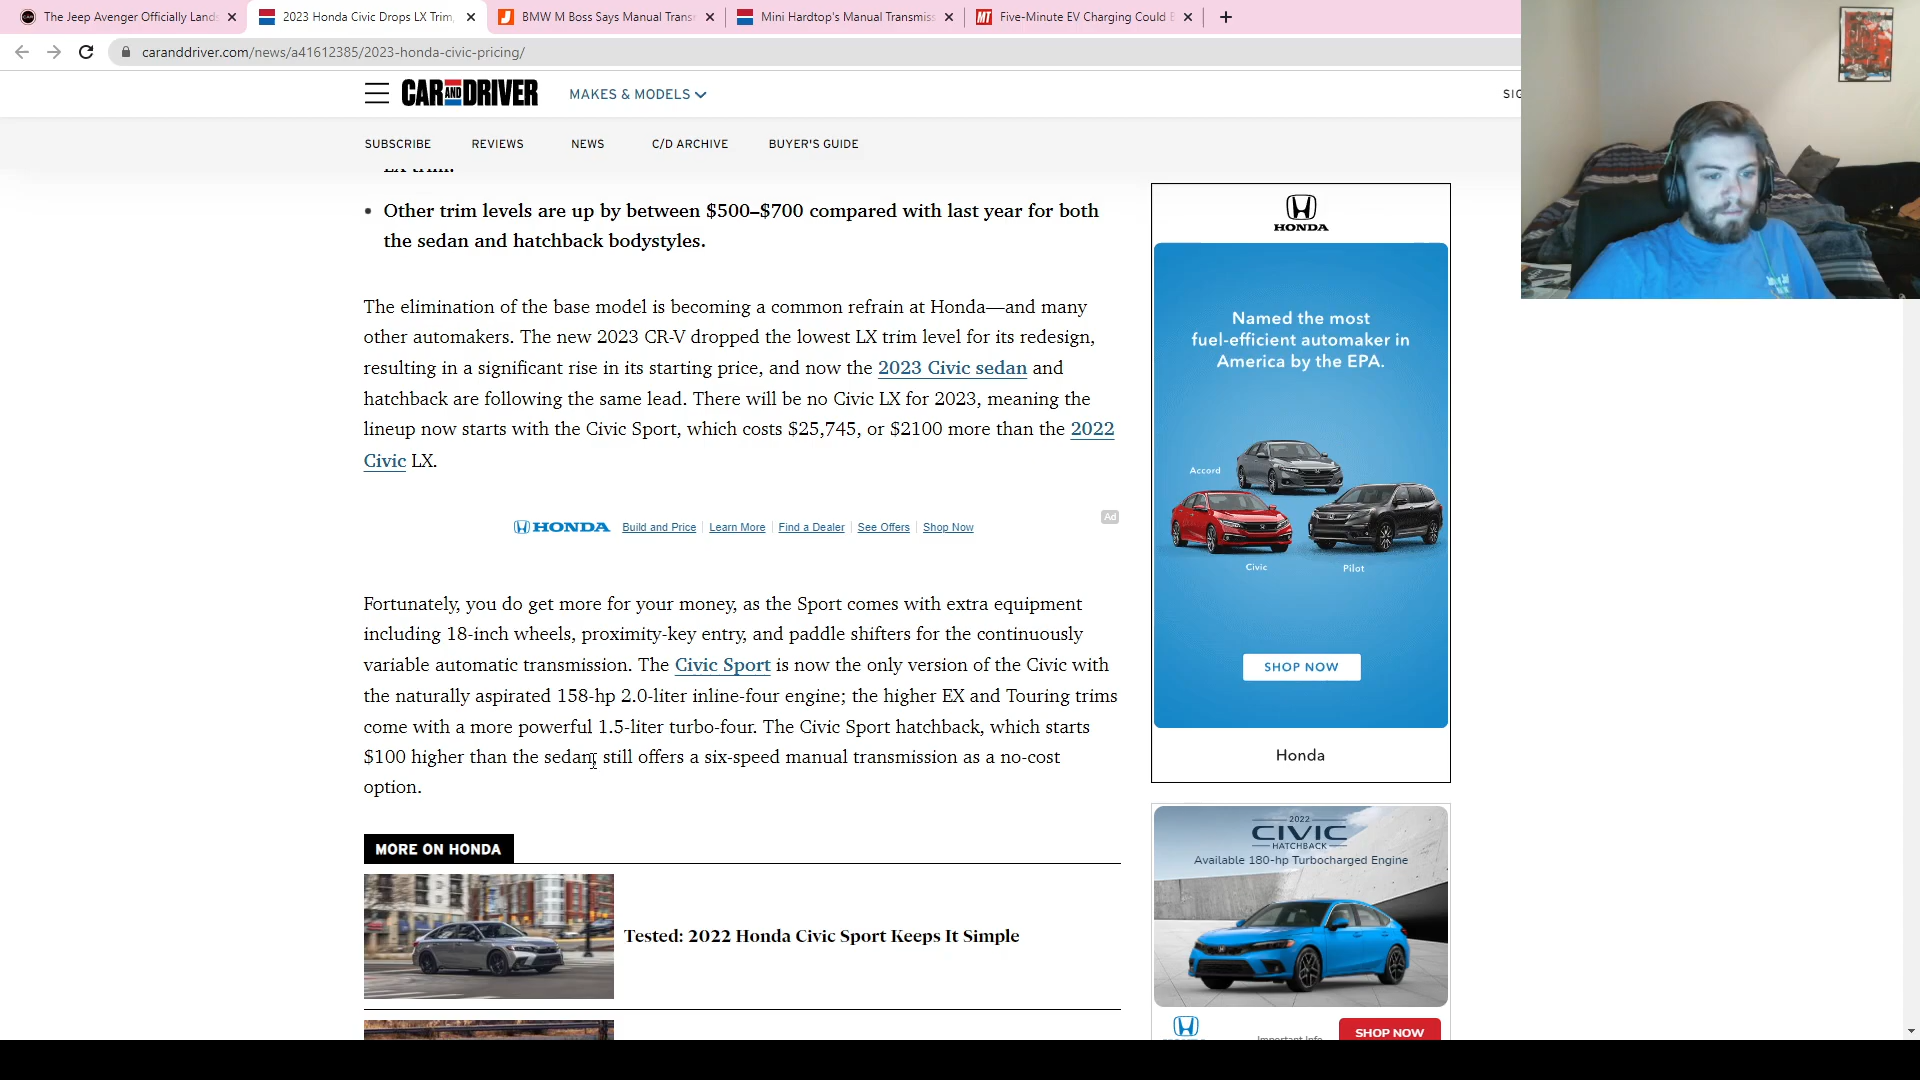 The Jeep Avenger Officially Land
2023 Honda Civic Drops LX Trim,
BMW M Boss Says Manual Trans
Mini Hardtop's Manual Transmiss
Five-Minute EV Charging Could
caranddriver.com/news/a41612385/2023-honda-civic-pricing/
CAR AND DRIVER
MAKES & MODELS
SIG
SUBSCRIBE
REVIEWS
NEWS
C/D ARCHIVE
BUYER'S GUIDE
LX trim.
• Other trim levels are up by between $500–$700 compared with last year for both
the sedan and hatchback bodystyles.
The elimination of the base model is becoming a common refrain at Honda—and many
other automakers. The new 2023 CR-V dropped the lowest LX trim level for its redesign,
resulting in a significant rise in its starting price, and now the 2023 Civic sedan and
hatchback are following the same lead. There will be no Civic LX for 2023, meaning the
lineup now starts with the Civic Sport, which costs $25,745, or $2100 more than the 2022
Civic LX.
HONDA Build and Price Learn More Find a Dealer See Offers Shop Now
Ad
Fortunately, you do get more for your money, as the Sport comes with extra equipment
including 18-inch wheels, proximity-key entry, and paddle shifters for the continuously
variable automatic transmission. The Civic Sport is now the only version of the Civic with
the naturally aspirated 158-hp 2.0-liter inline-four engine; the higher EX and Touring trims
come with a more powerful 1.5-liter turbo-four. The Civic Sport hatchback, which starts
$100 higher than the sedan, still offers a six-speed manual transmission as a no-cost
option.
MORE ON HONDA
Tested: 2022 Honda Civic Sport Keeps It Simple
HONDA
Named the most
fuel-efficient automaker in
America by the EPA.
Accord
Civic
Pilot
SHOP NOW
Honda
2022
CIVIC
HATCHBACK
Available 180-hp Turbocharged Engine
Important Info
SHOP NOW